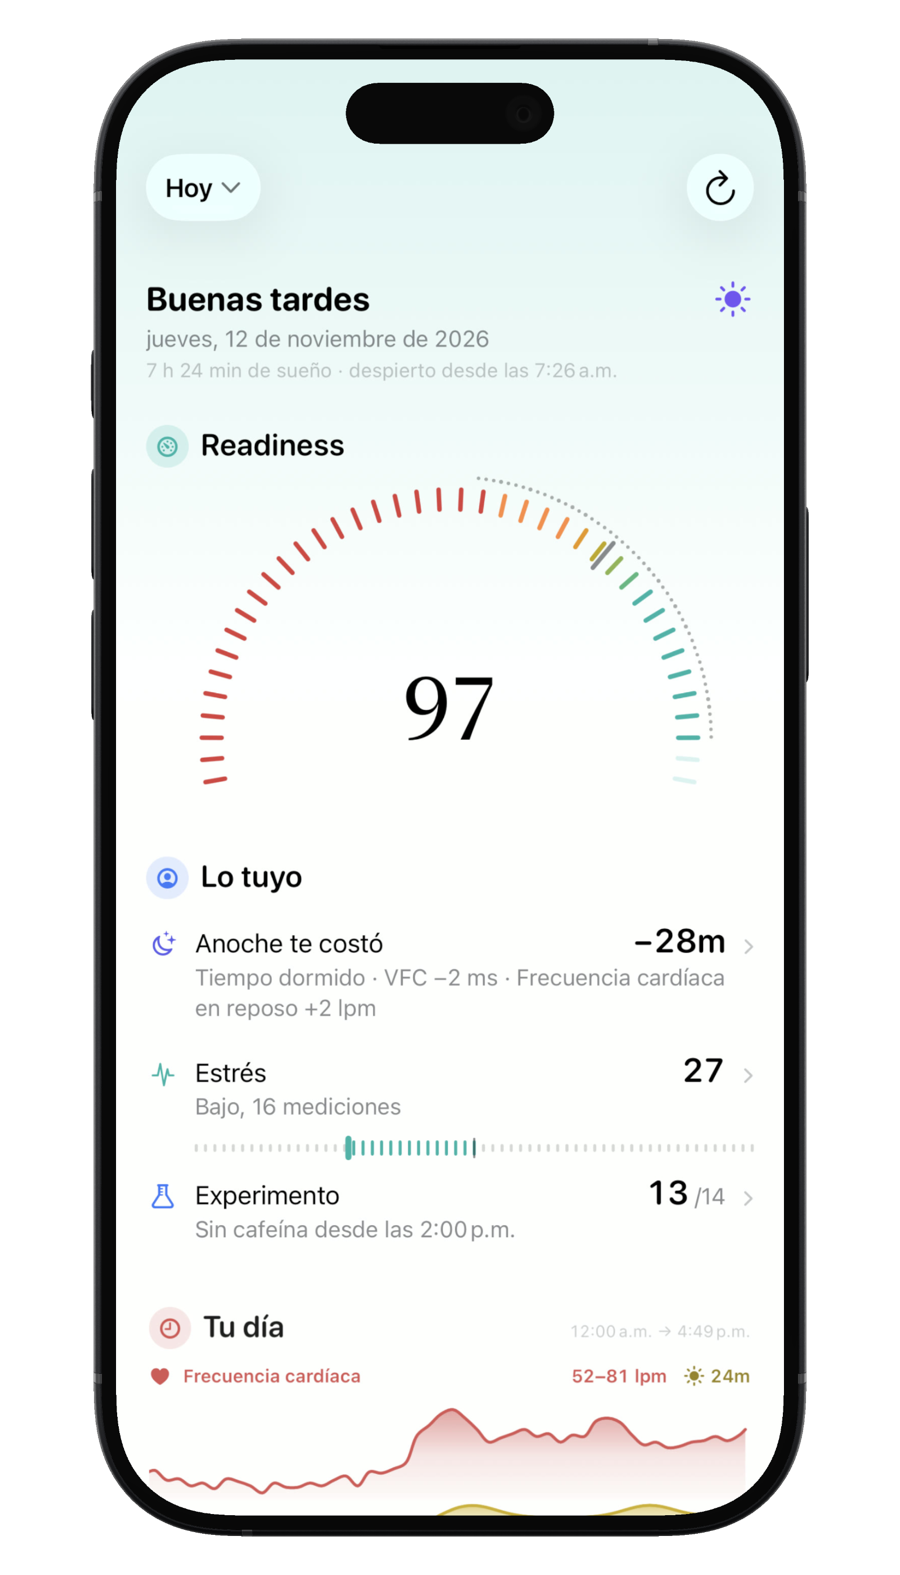 Hoy
Buenas tardes
jueves, 12 de noviembre de 2026
7 h 24 min de sueño · despierto desde las 7:26 a.m.
Readiness
97
Lo tuyo
Anoche te costó −28m
Tiempo dormido · VFC −2 ms · Frecuencia cardíaca
en reposo +2 lpm
Estrés 27
Bajo, 16 mediciones
Experimento 13 /14
Sin cafeína desde las 2:00 p.m.
Tu día 12:00 a.m. → 4:49 p.m.
Frecuencia cardíaca 52–81 lpm 24m